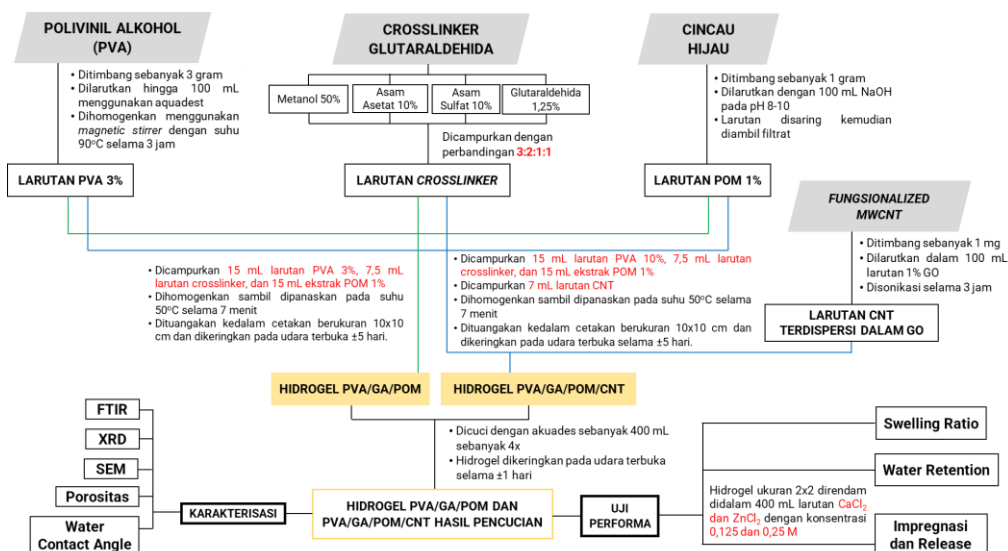 POLIVINIL ALKOHOL
(PVA)
• Ditimbang sebanyak 3 gram
• Dilarutkan hingga 100 mL
menggunakan aquadest
• Dihomogenkan menggunakan
magnetic stirrer dengan suhu
90°C selama 3 jam
LARUTAN PVA 3%
CROSSLINKER
GLUTARALDEHIDA
Metanol 50%
Asam
Asetat 10%
Asam
Sulfat 10%
Glutaraldehida
1,25%
Dicampurkan dengan
perbandingan 3:2:1:1
LARUTAN CROSSLINKER
CINCAU
HIJAU
• Ditimbang sebanyak 1 gram
• Dilarutkan dengan 100 mL NaOH
pada pH 8-10
• Larutan disaring kemudian
diambil filtrat
LARUTAN POM 1%
FUNGSIONALIZED
MWCNT
• Ditimbang sebanyak 1 mg
• Dilarutkan dalam 100 mL
larutan 1% GO
• Disonikasi selama 3 jam
LARUTAN CNT
TERDISPERSI DALAM GO
• Dicampurkan 15 mL larutan PVA 3%, 7,5 mL
larutan crosslinker, dan 15 mL ekstrak POM 1%
• Dihomogenkan sambil dipanaskan pada suhu
50°C selama 7 menit
• Dituangakan kedalam cetakan berukuran 10x10
cm dan dikeringkan pada udara terbuka ±5 hari.
• Dicampurkan 15 mL larutan PVA 10%, 7,5 mL
larutan crosslinker, dan 15 mL ekstrak POM 1%
• Dicampurkan 7 mL larutan CNT
• Dihomogenkan sambil dipanaskan pada suhu 50°C selama
7 menit
• Dituangakan kedalam cetakan berukuran 10x10 cm dan
dikeringkan pada udara terbuka selama ±5 hari.
HIDROGEL PVA/GA/POM
HIDROGEL PVA/GA/POM/CNT
• Dicuci dengan akuades sebanyak 400 mL
sebanyak 4x
• Hidrogel dikeringkan pada udara terbuka
selama ±1 hari
HIDROGEL PVA/GA/POM DAN
PVA/GA/POM/CNT HASIL PENCUCIAN
KARAKTERISASI
FTIR
XRD
SEM
Porositas
Water
Contact Angle
UJI
PERFORMA
Swelling Ratio
Water Retention
Hidrogel ukuran 2x2 direndam
didalam 400 mL larutan CaCl₂
dan ZnCl₂ dengan konsentrasi
0,125 dan 0,25 M
Impregnasi
dan Release